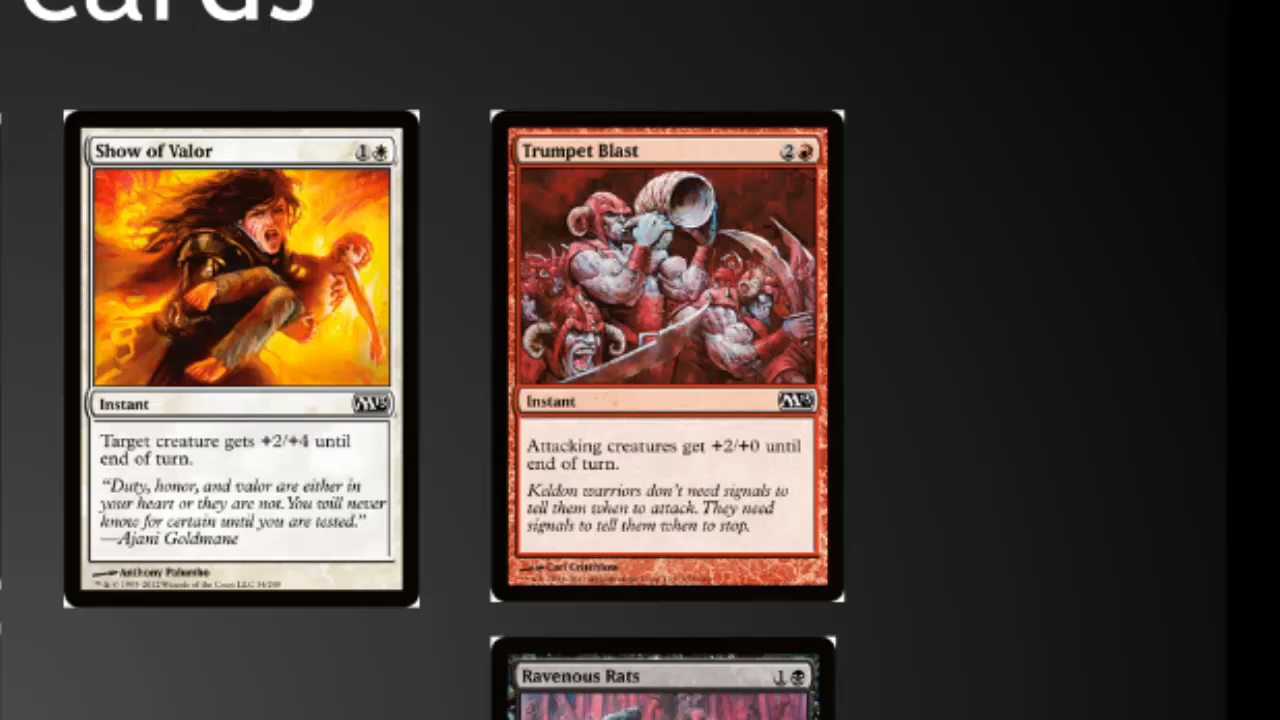 Cards
Show of Valor 1
Instant
Target creature gets +2/+4 until
end of turn.
"Duty, honor, and valor are either in
your heart or they are not. You will never
know for certain until you are tested."
—Ajani Goldmane
Anthony Palumbo
Trumpet Blast 2
Instant
Attacking creatures get +2/+0 until
end of turn.
Keldon warriors don't need signals to
tell them when to attack. They need
signals to tell them when to stop.
Carl Critchlow
Ravenous Rats 1